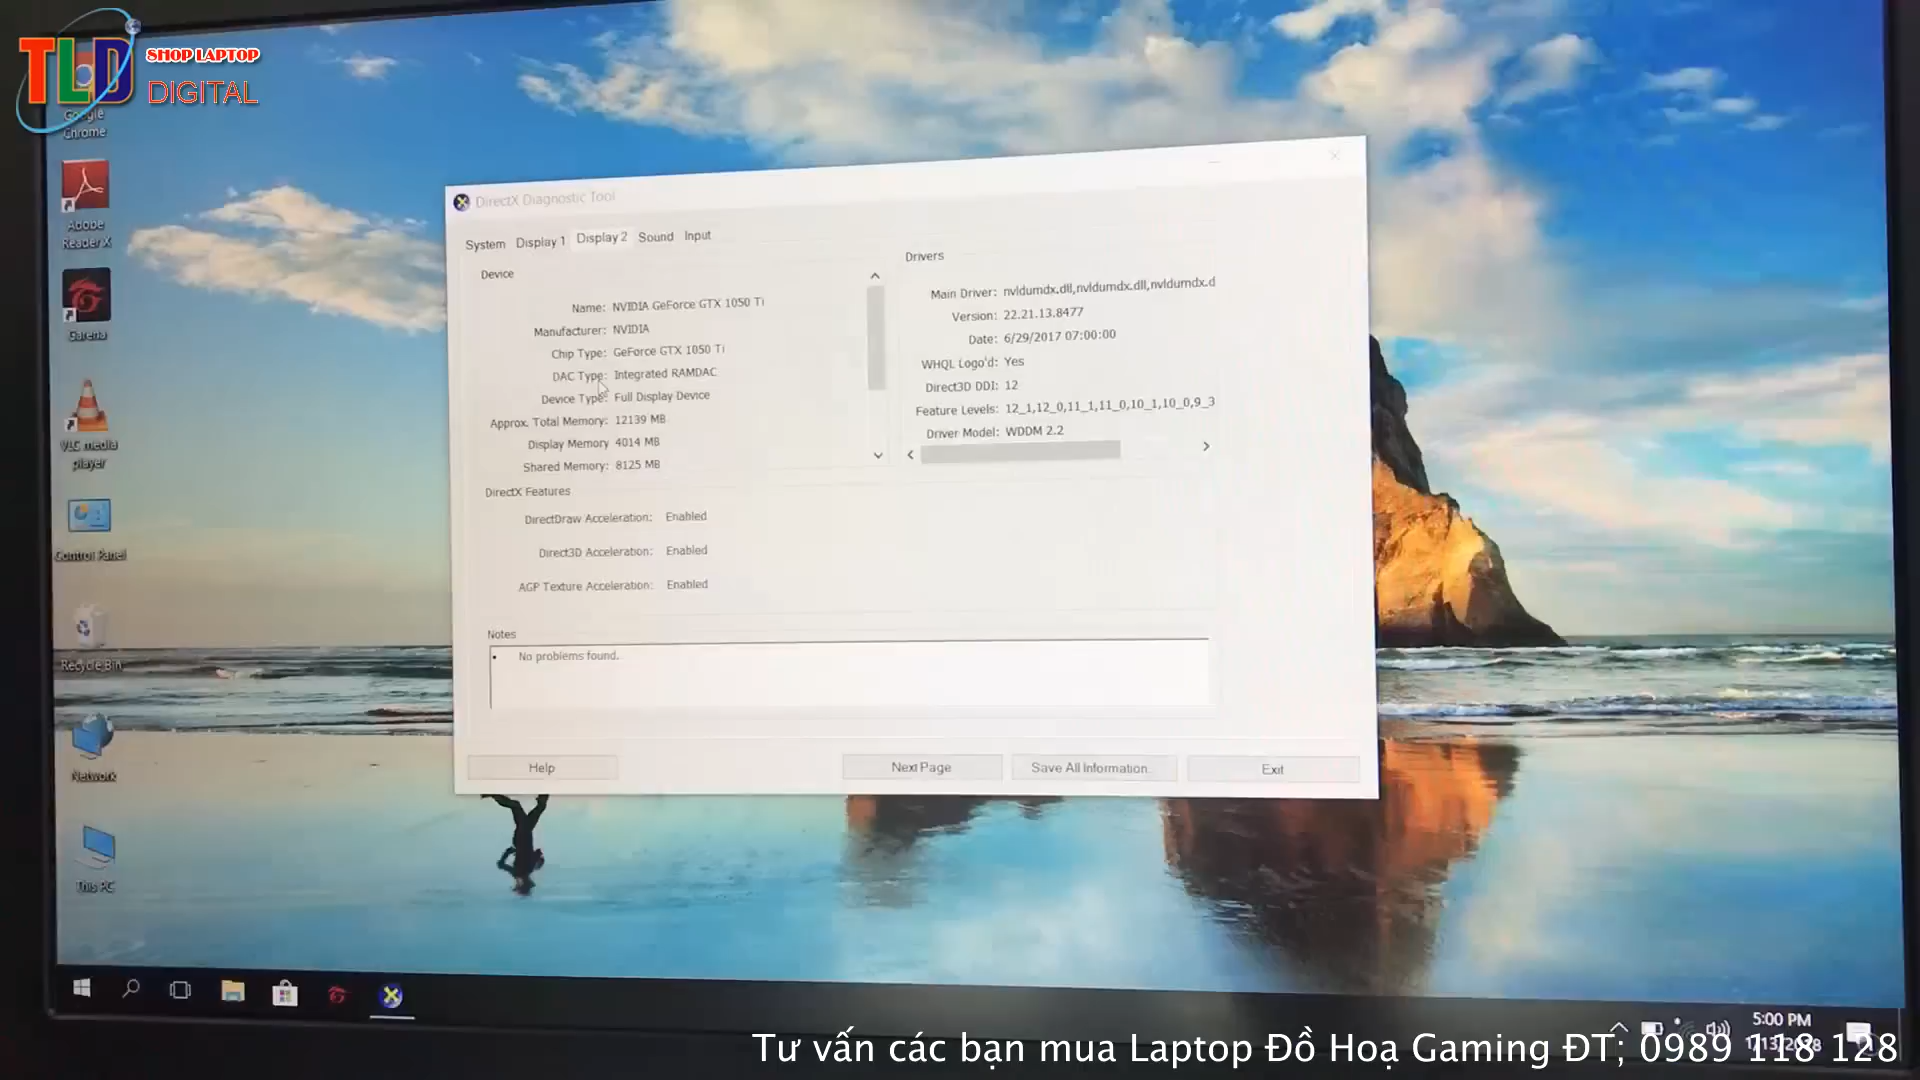 TLD
SHOP LAPTOP
DIGITAL
Google
Chrome
Adobe
Reader X
Garena
VLC media
player
Control Panel
Recycle Bin
Network
This PC
DirectX Diagnostic Tool
System Display 1 Display 2 Sound Input
Device
Name: NVIDIA GeForce GTX 1050 Ti
Manufacturer: NVIDIA
Chip Type: GeForce GTX 1050 Ti
DAC Type: Integrated RAMDAC
Device Type: Full Display Device
Approx. Total Memory: 12139 MB
Display Memory 4014 MB
Shared Memory: 8125 MB
Drivers
Main Driver: nvldumdx.dll,nvldumdx.dll,nvldumdx.d
Version: 22.21.13.8477
Date: 6/29/2017 07:00:00
WHQL Logo'd: Yes
Direct3D DDI: 12
Feature Levels: 12_1,12_0,11_1,11_0,10_1,10_0,9_3
Driver Model: WDDM 2.2
DirectX Features
DirectDraw Acceleration: Enabled
Direct3D Acceleration: Enabled
AGP Texture Acceleration: Enabled
Notes
• No problems found.
Help
Next Page
Save All Information..
Exit
5:00 PM
Tư vấn các bạn mua Laptop Đồ Hoạ Gaming ĐT; 0989 118 128